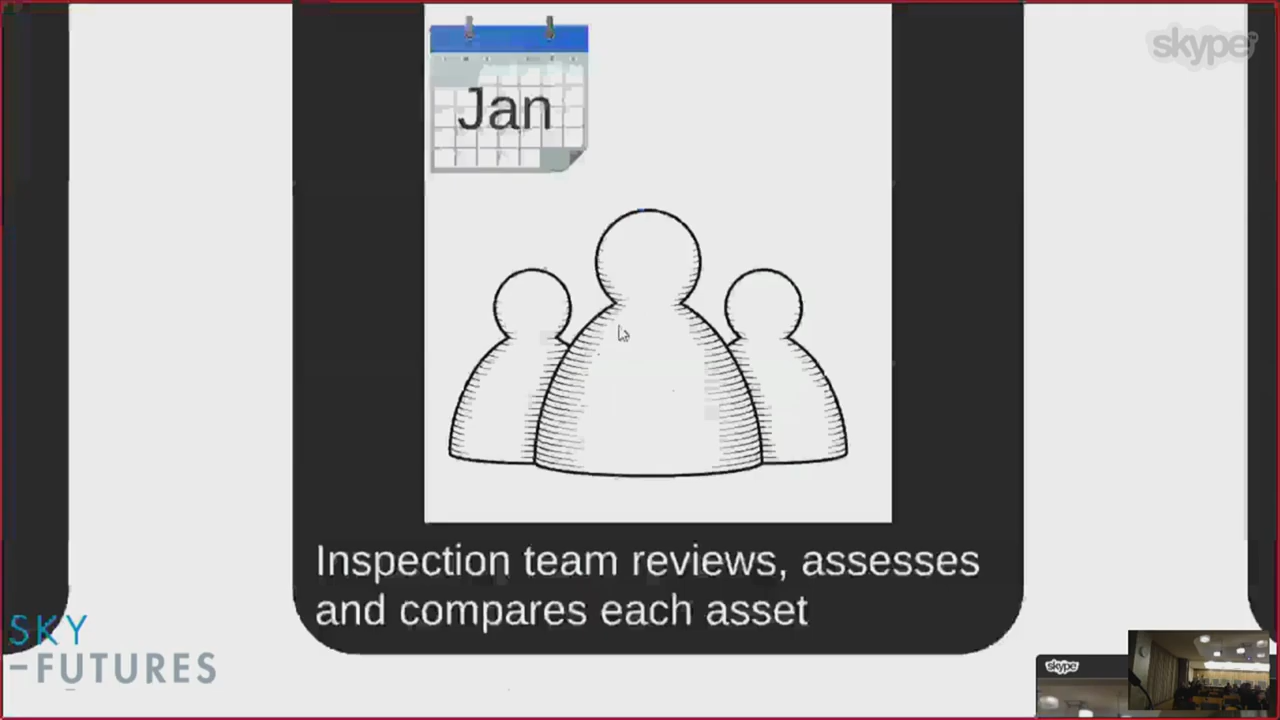 skype
Jan
Inspection team reviews, assesses
and compares each asset
SKY
-FUTURES
skype